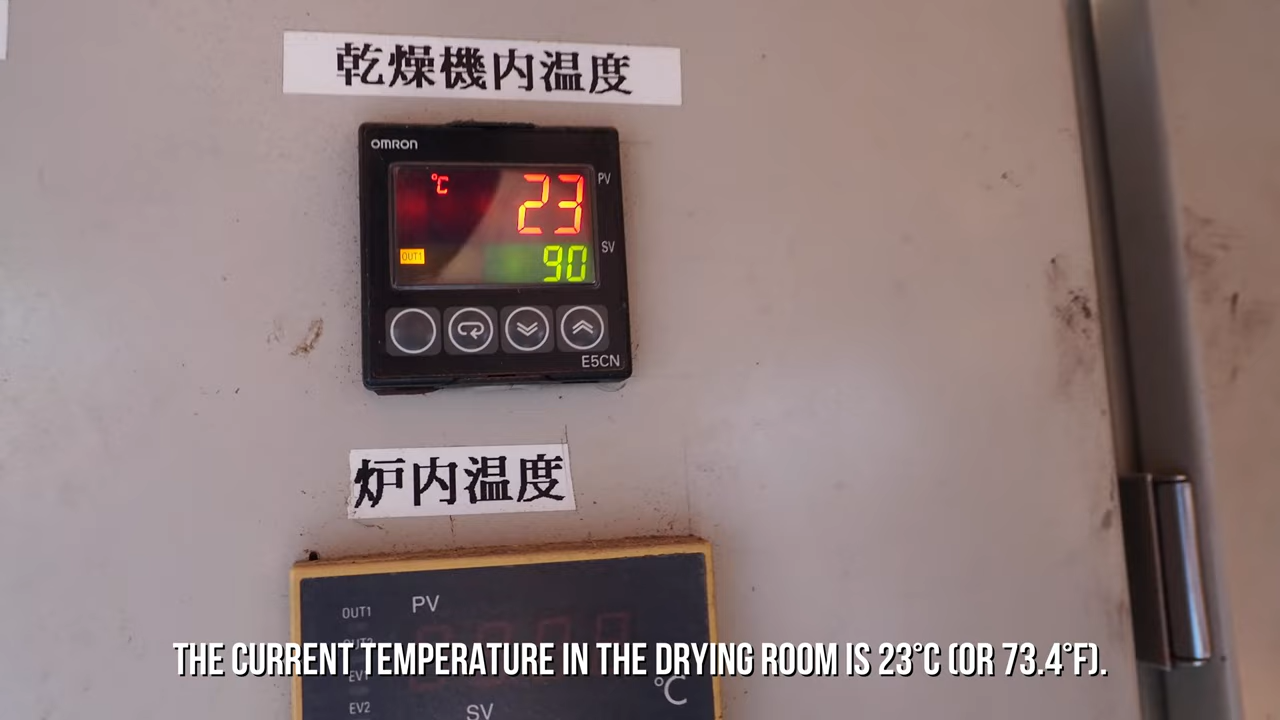 乾燥機内温度
OMRON
℃ 23 PV
OUT1 90 SV
E5CN
炉内温度
OUT1 PV
OUT2
EV1
EV2 ℃
SV
THE CURRENT TEMPERATURE IN THE DRYING ROOM IS 23°C (OR 73.4°F).